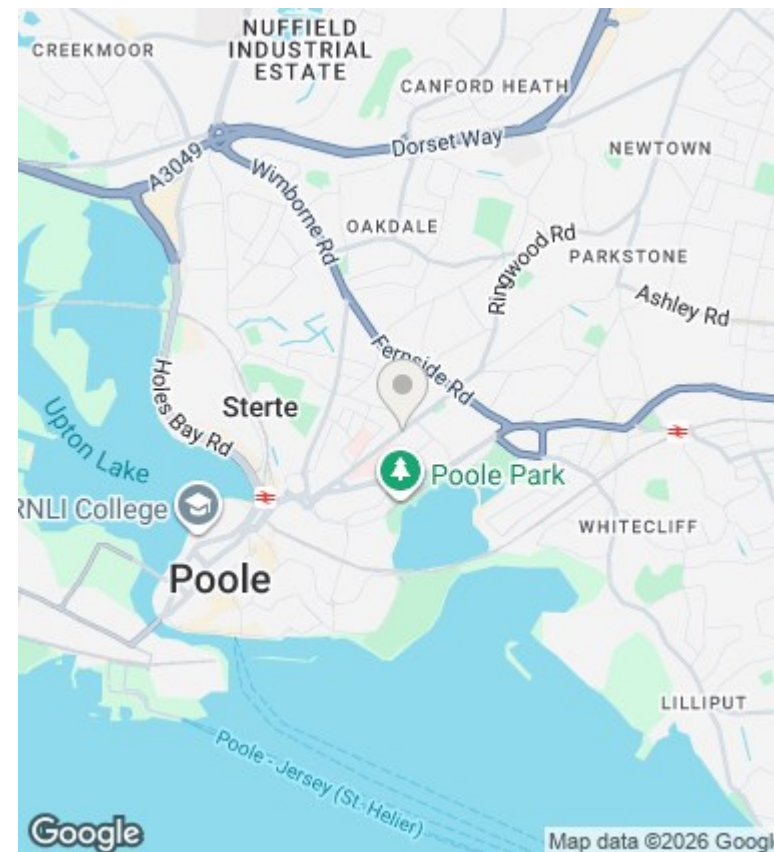 CREEKMOOR
NUFFIELD
INDUSTRIAL
ESTATE
CANFORD HEATH
Dorset Way
NEWTOWN
A3049
Wimborne Rd
OAKDALE
Ringwood Rd
PARKSTONE
Ashley Rd
Fernside Rd
Holes Bay Rd
Sterte
Upton Lake
Poole Park
RNLI College
WHITECLIFF
Poole
LILLIPUT
Poole - Jersey (St. Helier)
Google
Map data ©2026 Google